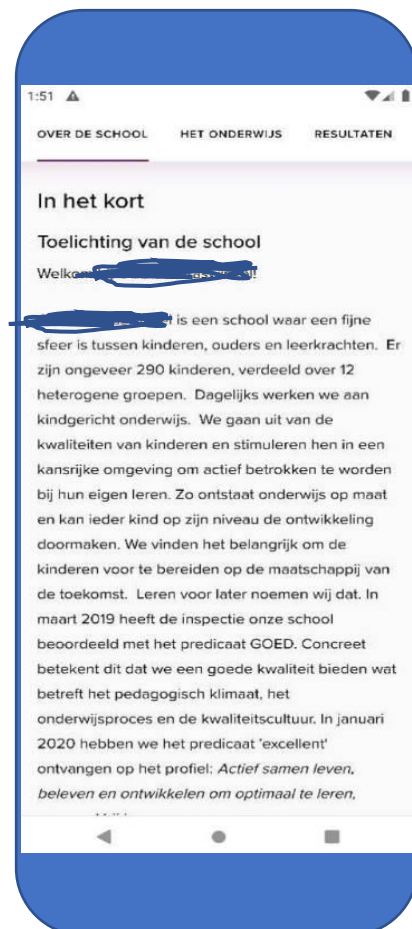 1:51
OVER DE SCHOOL HET ONDERWIJS RESULTATEN
In het kort
Toelichting van de school
is een school waar een fijne
sfeer is tussen kinderen, ouders en leerkrachten. Er
zijn ongeveer 290 kinderen, verdeeld over 12
heterogene groepen. Dagelijks werken we aan
kindgericht onderwijs. We gaan uit van de
kwaliteiten van kinderen en stimuleren hen in een
kansrijke omgeving om actief betrokken te worden
bij hun eigen leren. Zo ontstaat onderwijs op maat
en kan ieder kind op zijn niveau de ontwikkeling
doormaken. We vinden het belangrijk om de
kinderen voor te bereiden op de maatschappij van
de toekomst. Leren voor later noemen wij dat. In
maart 2019 heeft de inspectie onze school
beoordeeld met het predicaat GOED. Concreet
betekent dit dat we een goede kwaliteit bieden wat
betreft het pedagogisch klimaat, het
onderwijsproces en de kwaliteitscultuur. In januari
2020 hebben we het predicaat 'excellent'
ontvangen op het profiel: Actief samen leven,
beleven en ontwikkelen om optimaal te leren,